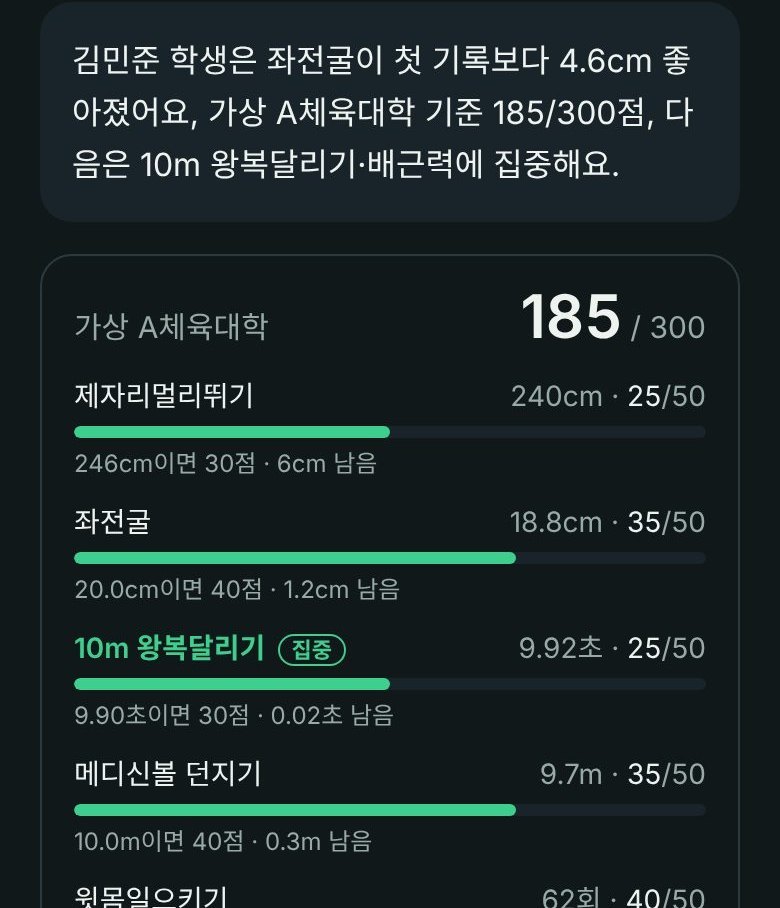 김민준 학생은 좌전굴이 첫 기록보다 4.6cm 좋
아졌어요, 가상 A체육대학 기준 185/300점, 다
음은 10m 왕복달리기·배근력에 집중해요.
가상 A체육대학 185 / 300
제자리멀리뛰기 240cm · 25/50
246cm이면 30점 · 6cm 남음
좌전굴 18.8cm · 35/50
20.0cm이면 40점 · 1.2cm 남음
10m 왕복달리기 집중 9.92초 · 25/50
9.90초이면 30점 · 0.02초 남음
메디신볼 던지기 9.7m · 35/50
10.0m이면 40점 · 0.3m 남음
윗몸일으키기 62회 · 40/50